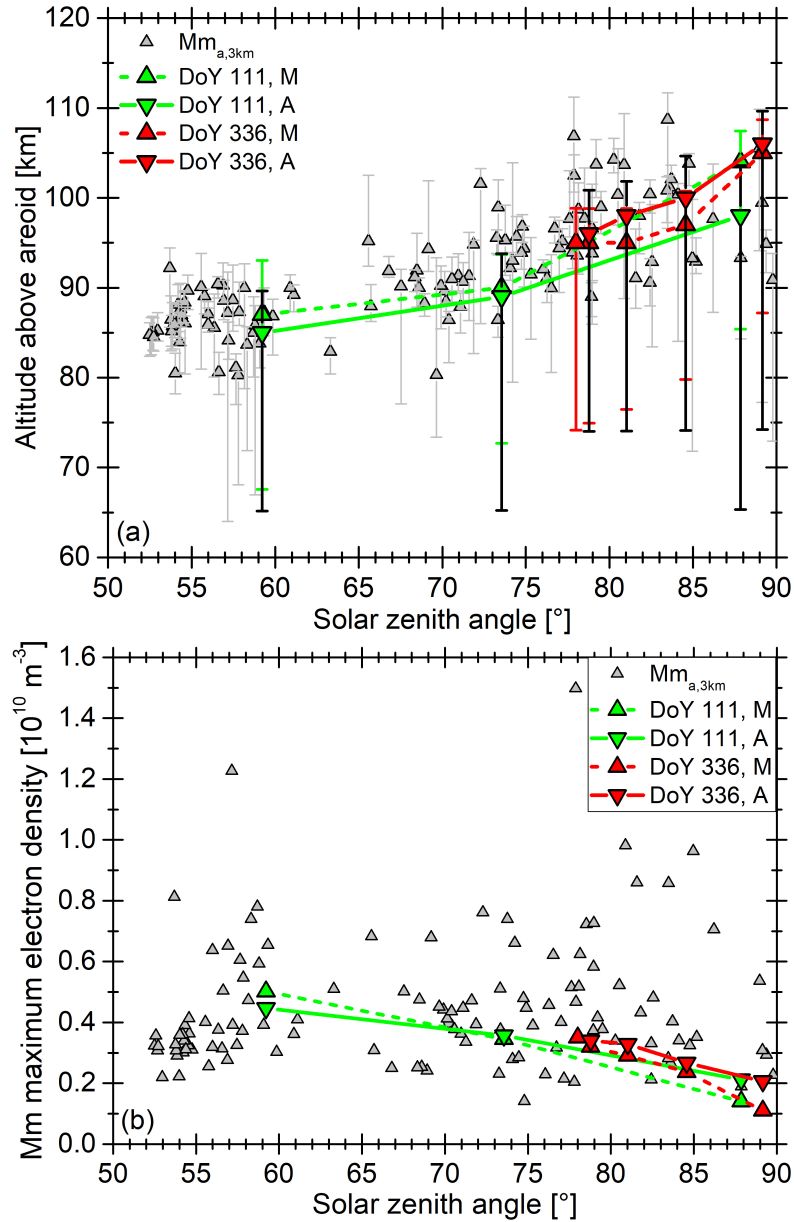 120
110
100
90
80
70
60
Altitude above areoid [km]
Mm a,3km
DoY 111, M
DoY 111, A
DoY 336, M
DoY 336, A
(a)
50 55 60 65 70 75 80 85 90
Solar zenith angle [°]
1.6
1.4
1.2
1.0
0.8
0.6
0.4
0.2
0.0
Mm maximum electron density [10^10 m^-3]
Mm a,3km
DoY 111, M
DoY 111, A
DoY 336, M
DoY 336, A
(b)
50 55 60 65 70 75 80 85 90
Solar zenith angle [°]